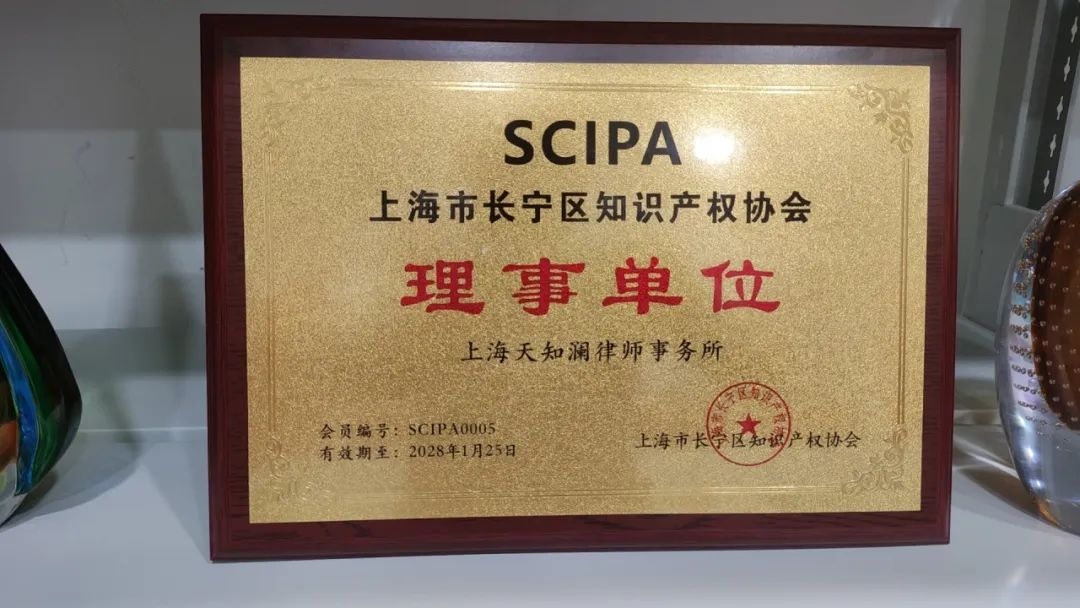 SCIPA
上海市长宁区知识产权协会
理事单位
上海天知澜律师事务所
会员编号：SCIPA0005
有效期至：2028年1月25日
上海市长宁区知识产权协会